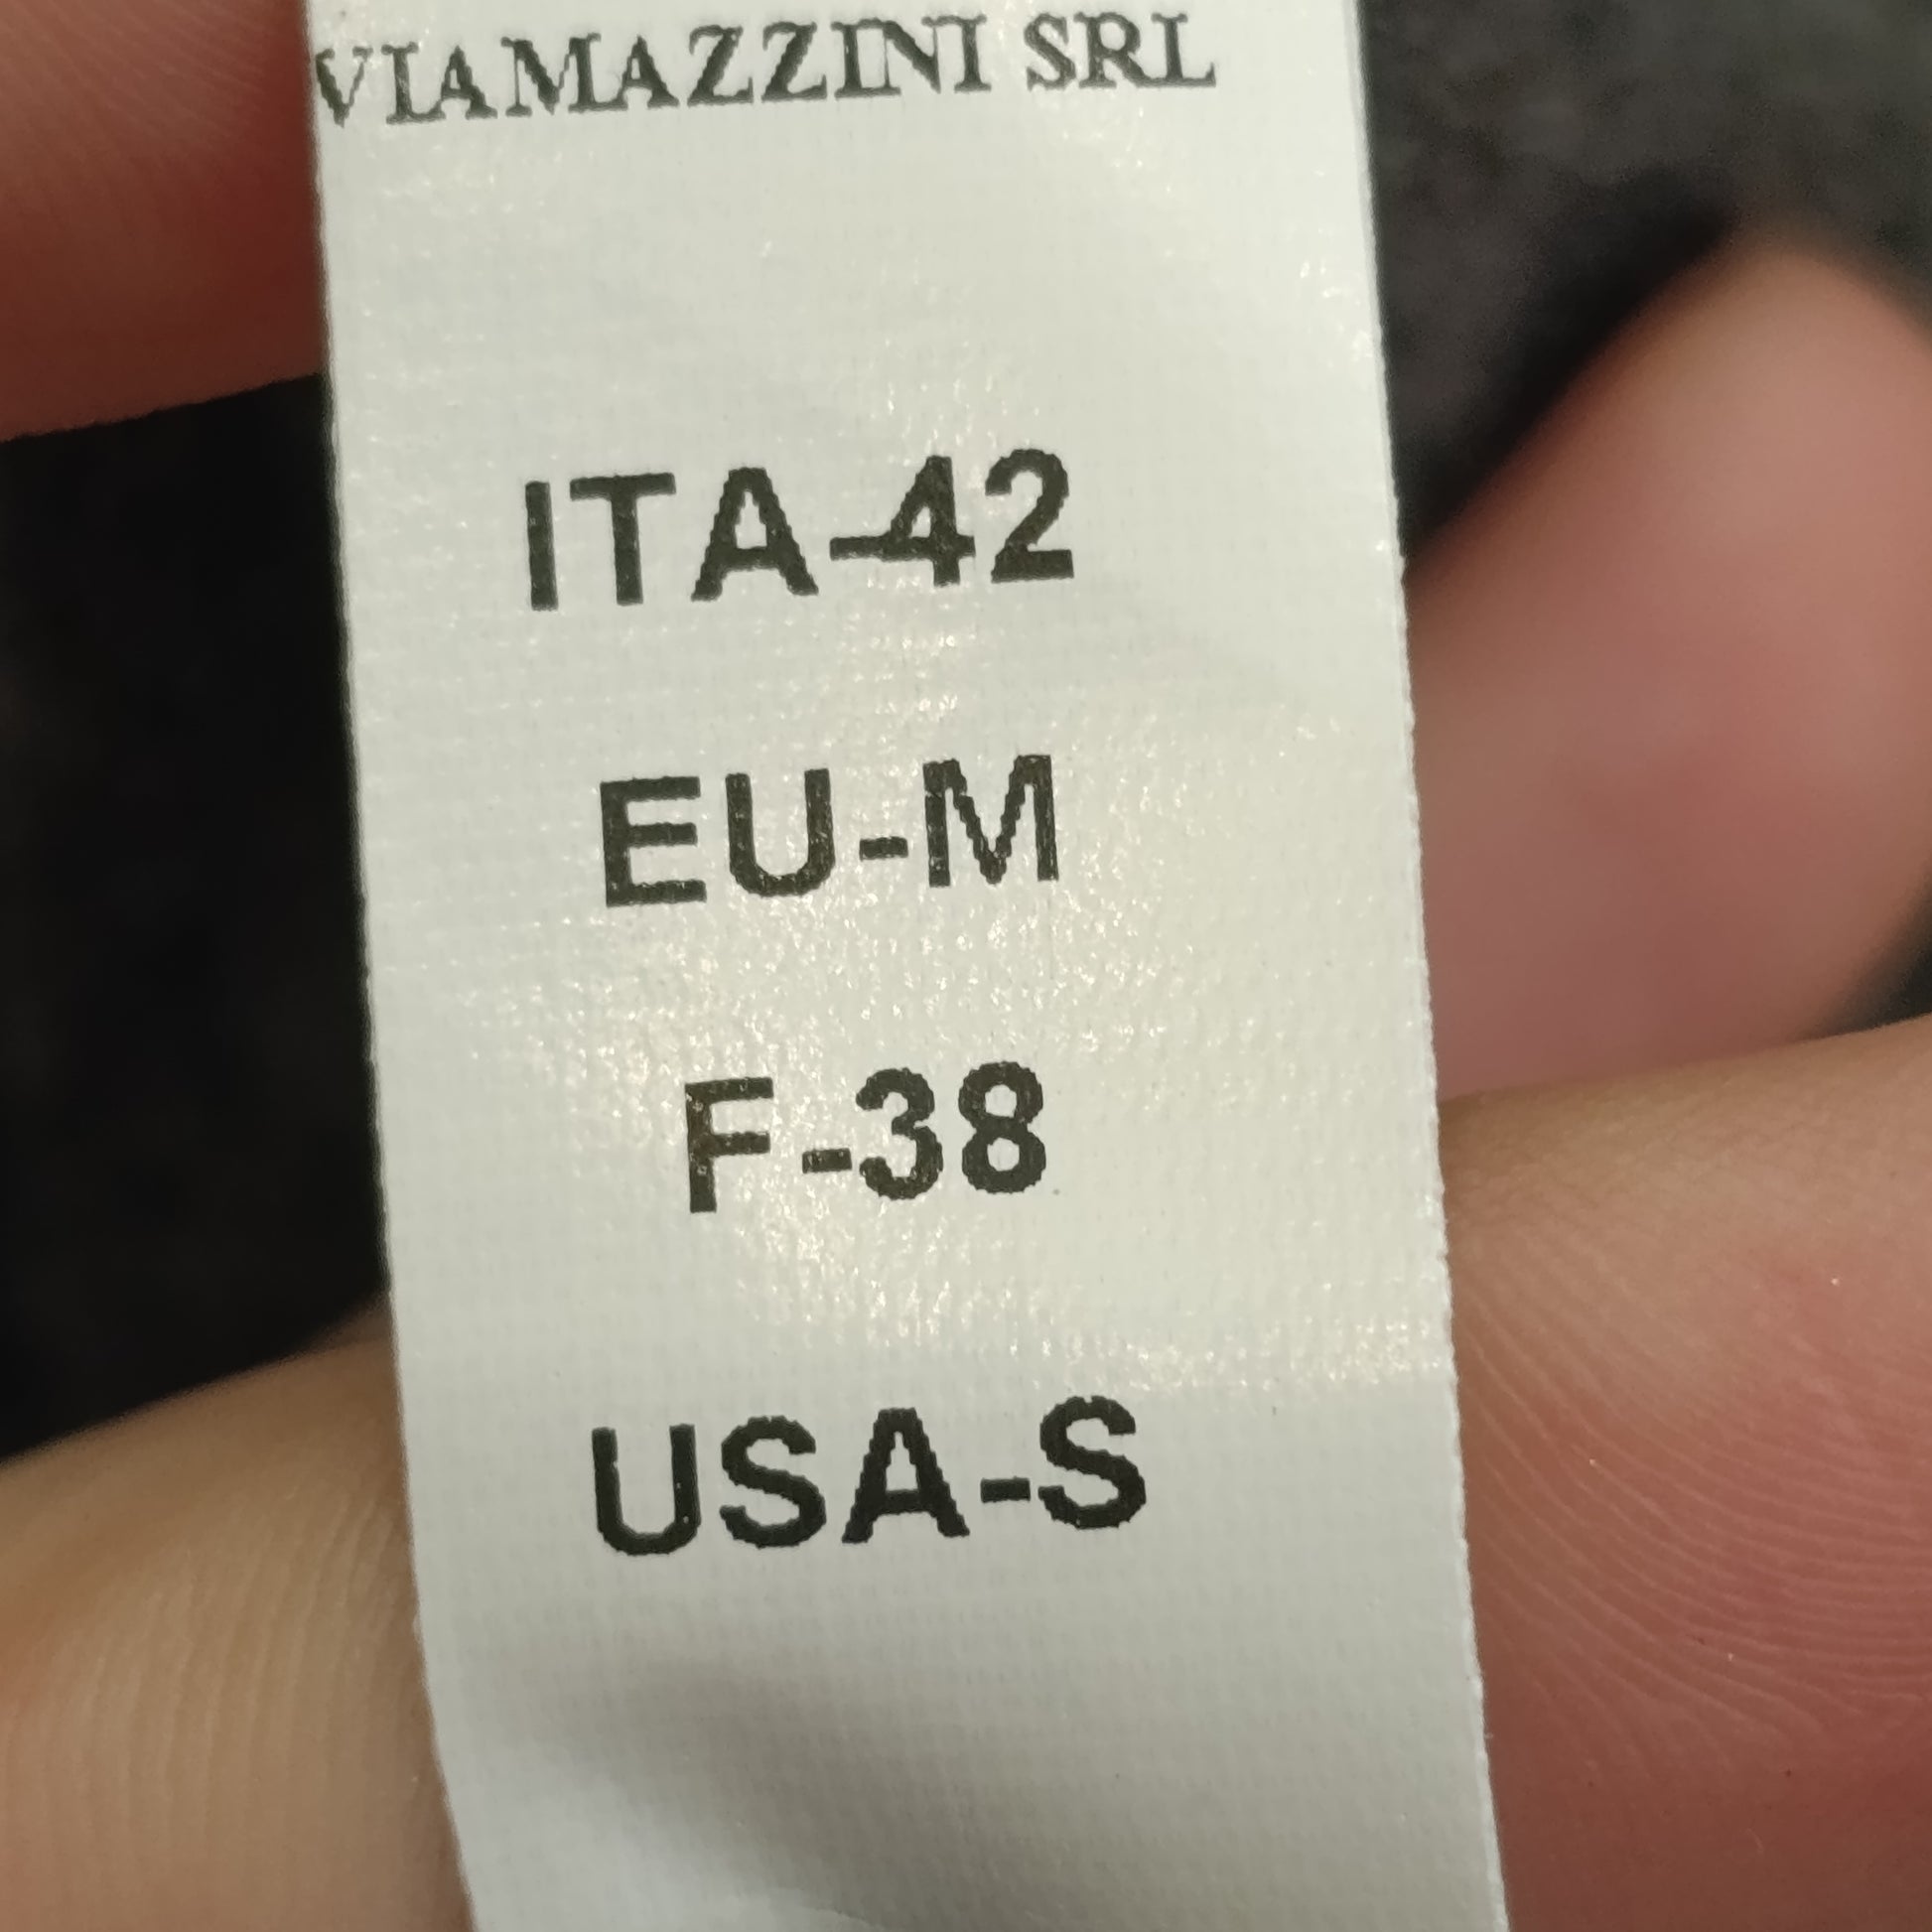 VIAMAZZINI SRL
ITA-42
EU-M
F-38
USA-S